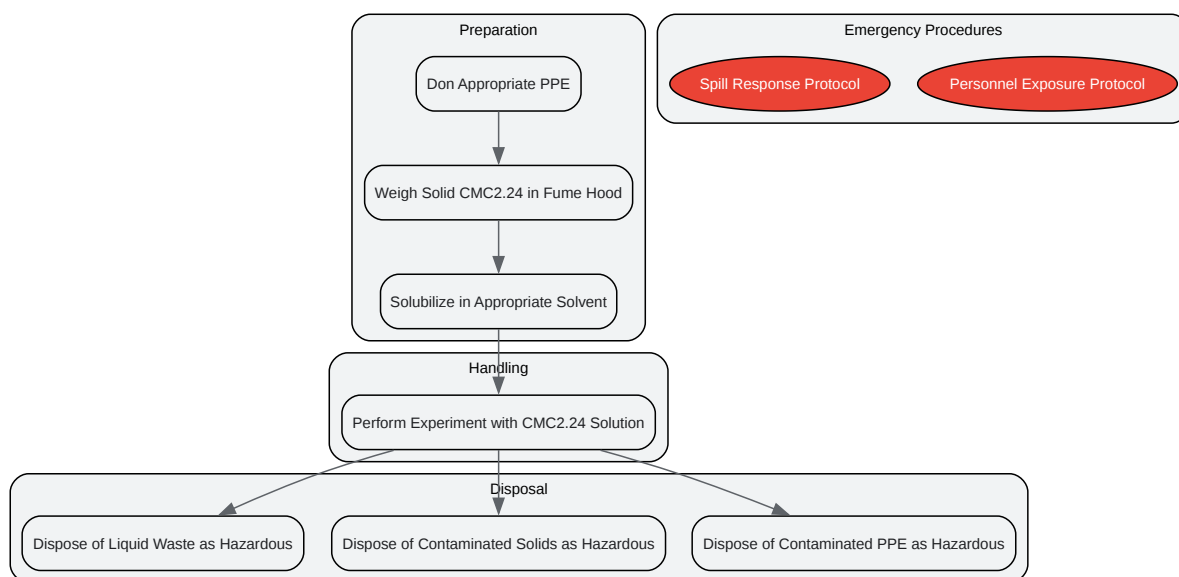 Preparation
Emergency Procedures
Don Appropriate PPE
Spill Response Protocol
Personnel Exposure Protocol
Weigh Solid CMC2.24 in Fume Hood
Solubilize in Appropriate Solvent
Handling
Perform Experiment with CMC2.24 Solution
Disposal
Dispose of Liquid Waste as Hazardous
Dispose of Contaminated Solids as Hazardous
Dispose of Contaminated PPE as Hazardous